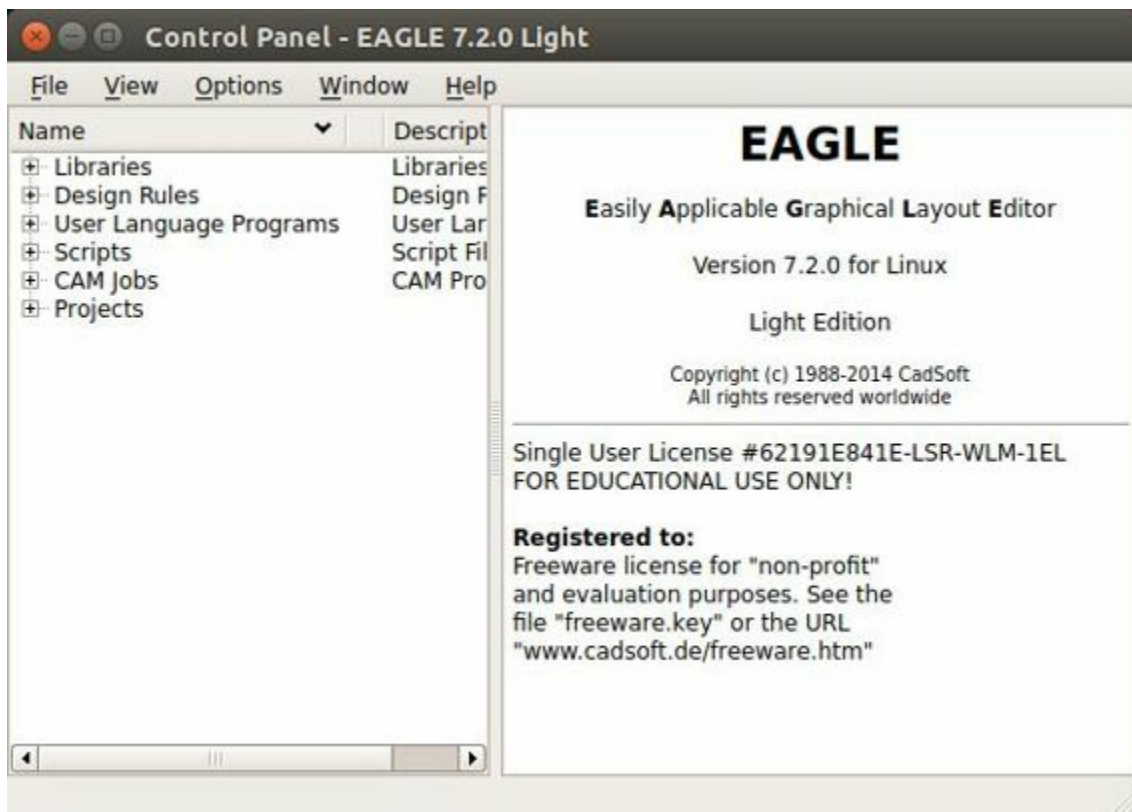 Control Panel - EAGLE 7.2.0 Light
File View Options Window Help
Name Descript
Libraries Libraries
Design Rules Design
User Language Programs User Lar
Scripts Script Fil
CAM Jobs CAM Pro
Projects
EAGLE
Easily Applicable Graphical Layout Editor
Version 7.2.0 for Linux
Light Edition
Copyright (c) 1988-2014 CadSoft
All rights reserved worldwide
Single User License #62191E841E-LSR-WLM-1EL
FOR EDUCATIONAL USE ONLY!
Registered to:
Freeware license for "non-profit"
and evaluation purposes. See the
file "freeware.key" or the URL
"www.cadsoft.de/freeware.htm"